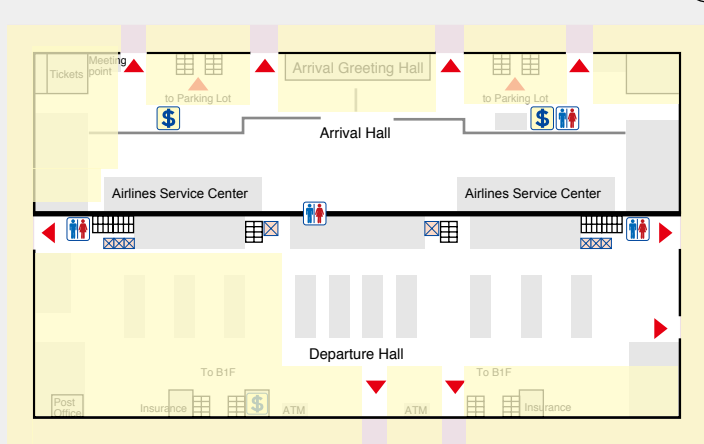 Meeting
point
Tickets
Arrival Greeting Hall
to Parking Lot
to Parking Lot
$
$
Arrival Hall
Airlines Service Center
Airlines Service Center
Departure Hall
To B1F
To B1F
Post
Office
Insurance
$
ATM
ATM
Insurance